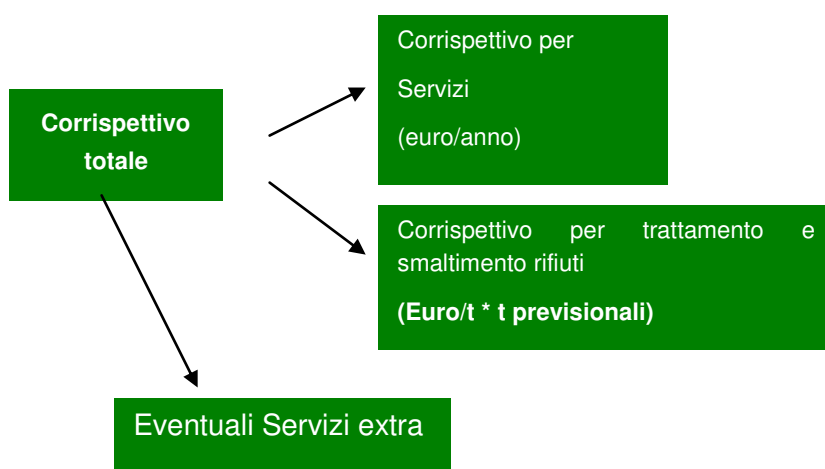 Corrispettivo
totale
Corrispettivo per
Servizi
(euro/anno)
Corrispettivo per trattamento e
smaltimento rifiuti
(Euro/t * t previsionali)
Eventuali Servizi extra